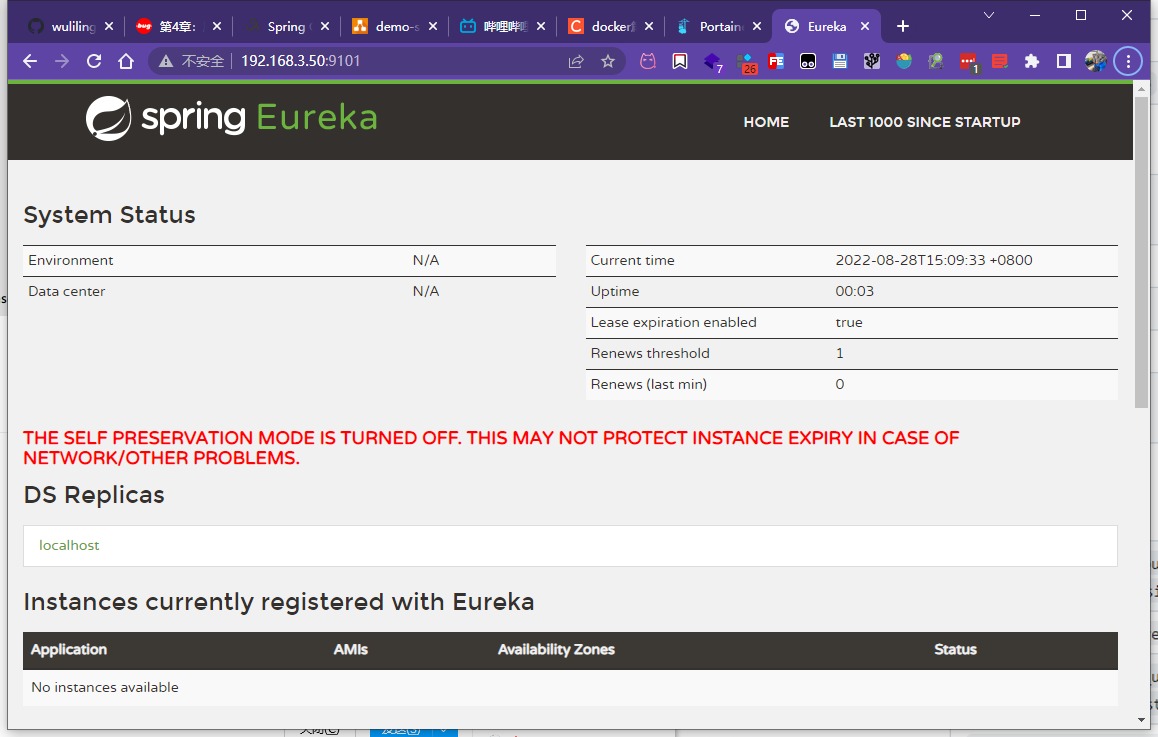 wuliling
第4章:
Spring
demo-s
哔哩哔哩
docker
Portain
Eureka
不安全 192.168.3.50:9101
7
26
FE
1
spring Eureka
HOME LAST 1000 SINCE STARTUP
System Status
Environment N/A
Data center N/A
Current time 2022-08-28T15:09:33 +0800
Uptime 00:03
Lease expiration enabled true
Renews threshold 1
Renews (last min) 0
THE SELF PRESERVATION MODE IS TURNED OFF. THIS MAY NOT PROTECT INSTANCE EXPIRY IN CASE OF
NETWORK/OTHER PROBLEMS.
DS Replicas
localhost
Instances currently registered with Eureka
Application AMIs Availability Zones Status
No instances available